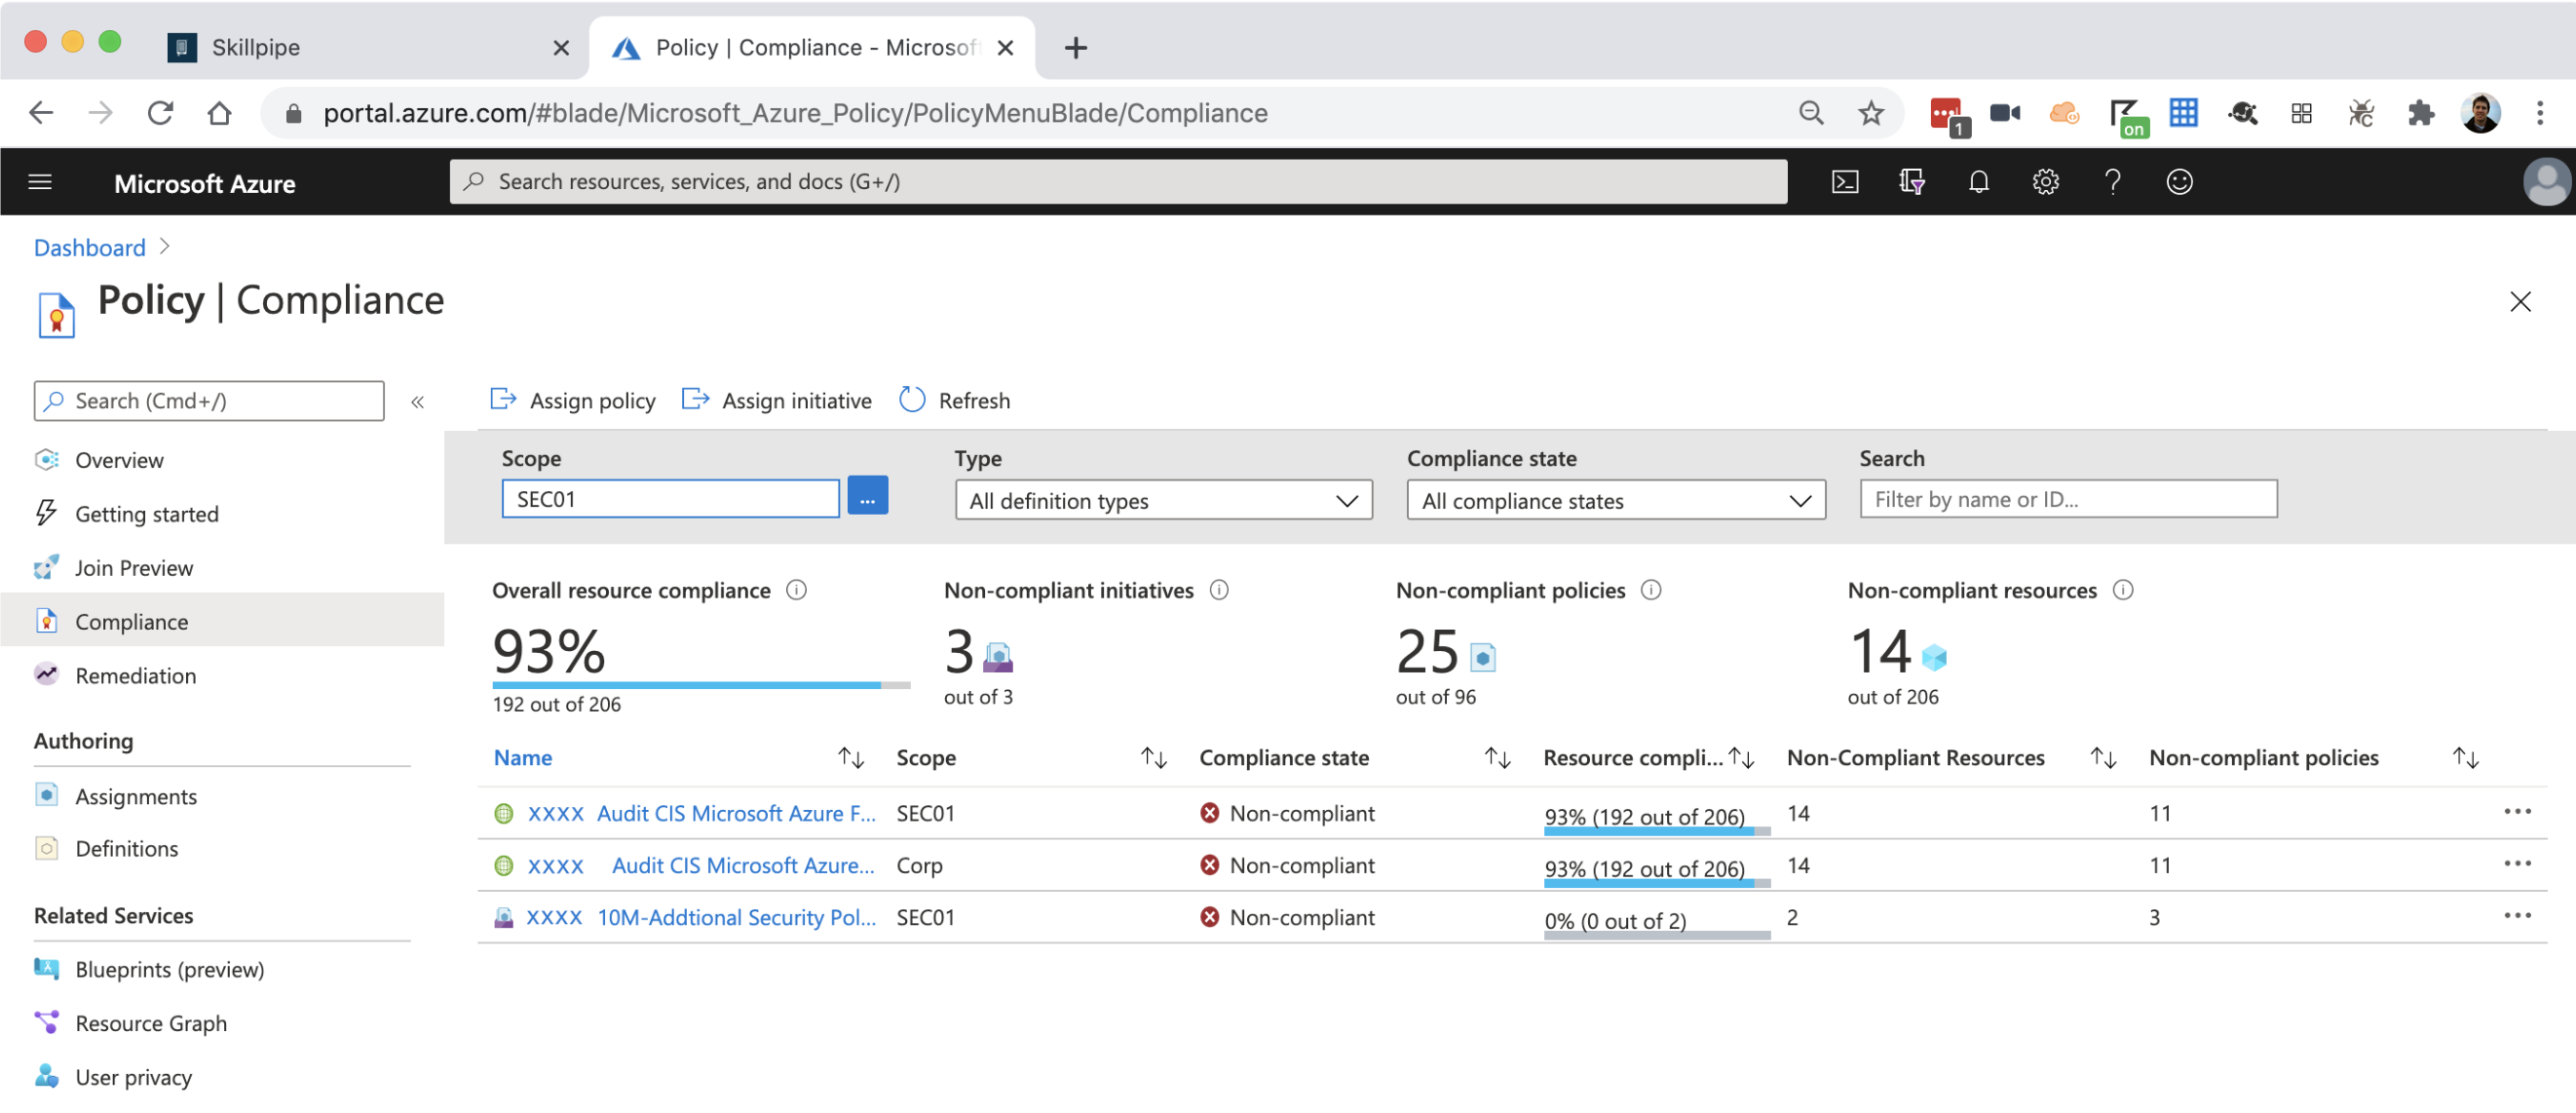 Skillpipe
Policy | Compliance - Microsof
portal.azure.com/#blade/Microsoft_Azure_Policy/PolicyMenuBlade/Compliance
1
on
Microsoft Azure
Search resources, services, and docs (G+/)
Dashboard
Policy | Compliance
Search (Cmd+/)
«
Assign policy
Assign initiative
Refresh
Overview
Getting started
Join Preview
Compliance
Remediation
Authoring
Assignments
Definitions
Related Services
Blueprints (preview)
Resource Graph
User privacy
Scope
SEC01
...
Type
All definition types
Compliance state
All compliance states
Search
Filter by name or ID...
Overall resource compliance
93%
192 out of 206
Non-compliant initiatives
3
out of 3
Non-compliant policies
25
out of 96
Non-compliant resources
14
out of 206
Name Scope Compliance state Resource compli... Non-Compliant Resources Non-compliant policies
XXXX Audit CIS Microsoft Azure F... SEC01 Non-compliant 93% (192 out of 206) 14 11
XXXX Audit CIS Microsoft Azure... Corp Non-compliant 93% (192 out of 206) 14 11
XXXX 10M-Addtional Security Pol... SEC01 Non-compliant 0% (0 out of 2) 2 3